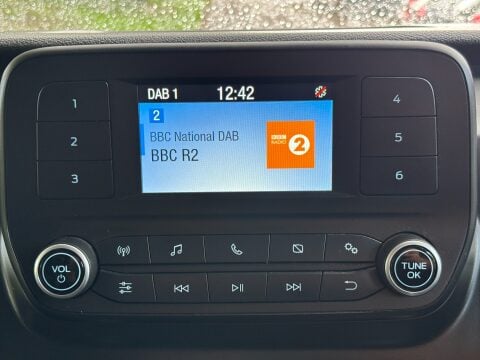 DAB 1 12:42
1
2
3
2
BBC National DAB
BBC R2
BBC
RADIO 2
4
5
6
VOL
TUNE
OK